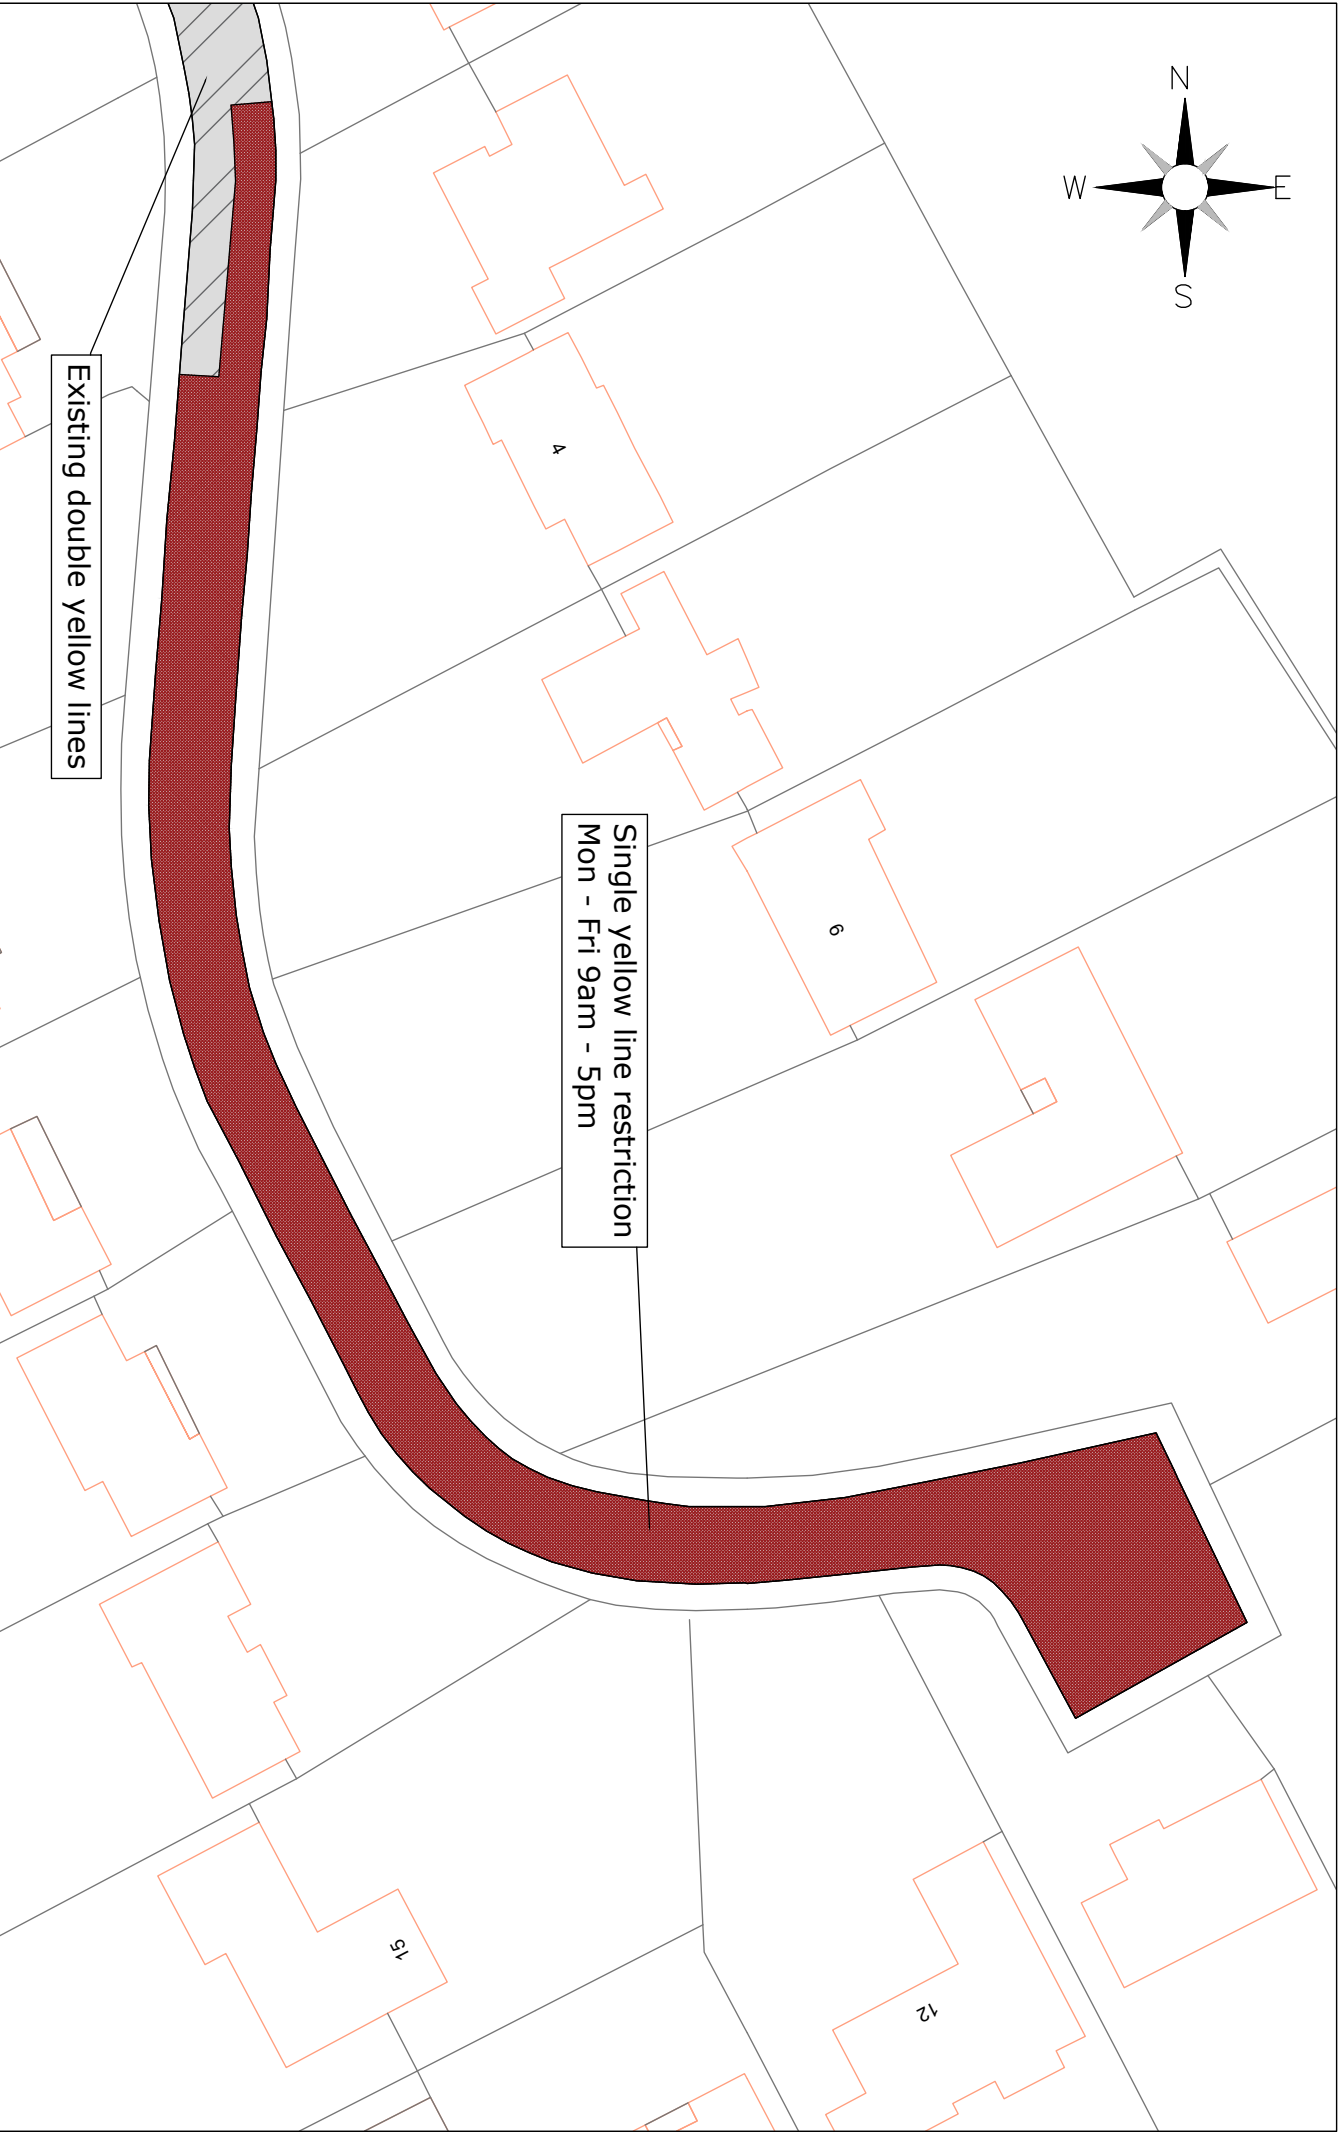 N
W
E
S
Existing double yellow lines
Single yellow line restriction
Mon - Fri 9am - 5pm
4
6
15
12